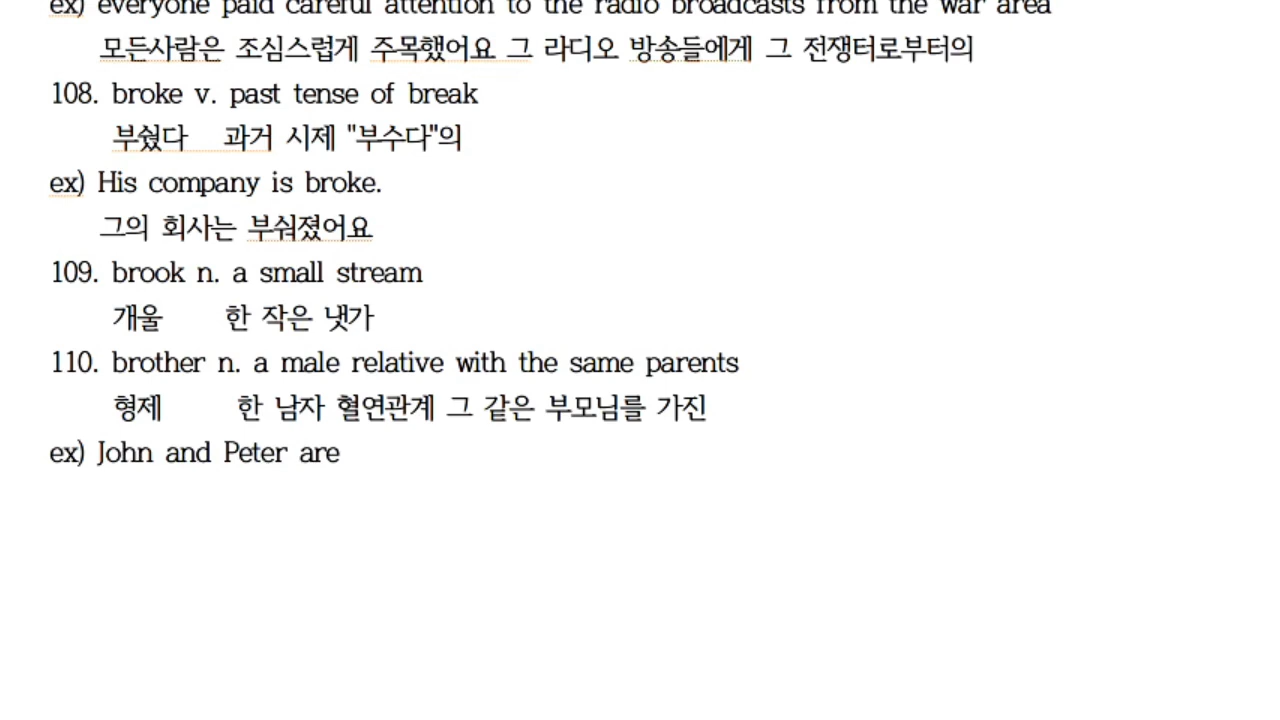 ex) everyone paid careful attention to the radio broadcasts from the war area
모든사람은 조심스럽게 주목했어요 그 라디오 방송들에게 그 전쟁터로부터의
108. broke v. past tense of break
부쉈다 과거 시제 "부수다"의
ex) His company is broke.
그의 회사는 부숴졌어요
109. brook n. a small stream
개울 한 작은 냇가
110. brother n. a male relative with the same parents
형제 한 남자 혈연관계 그 같은 부모님를 가진
ex) John and Peter are